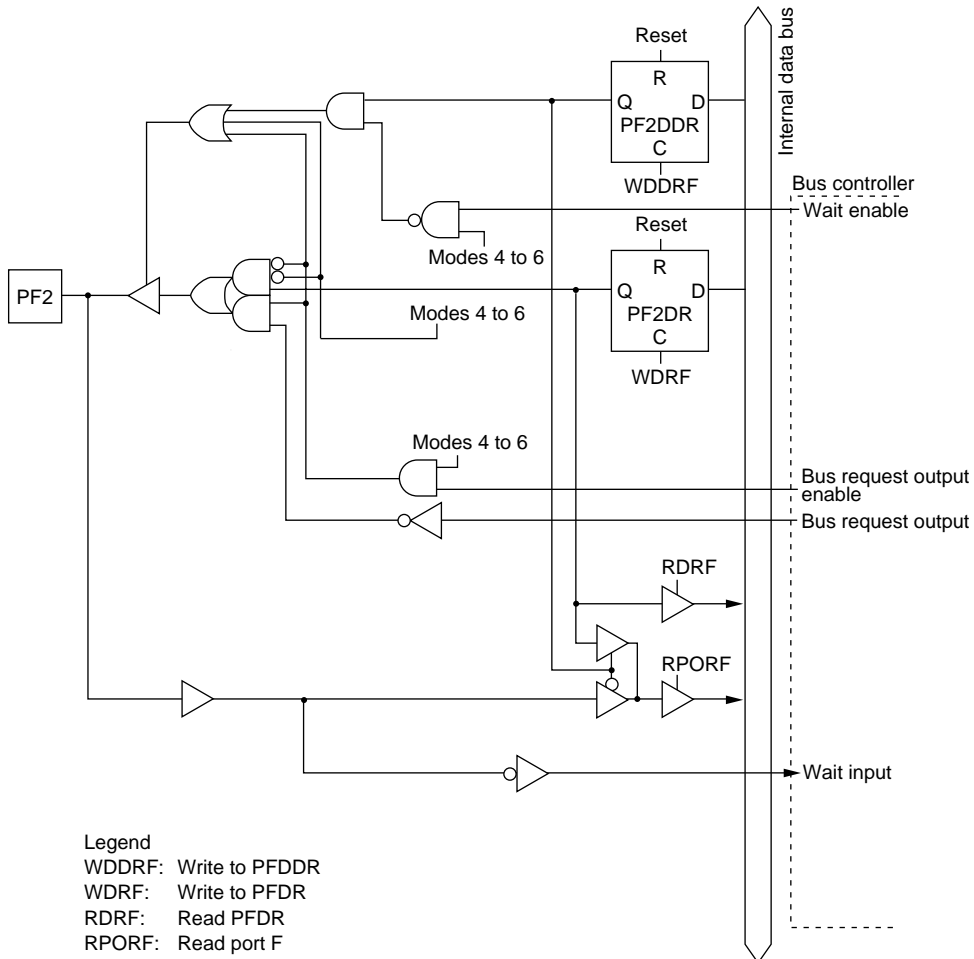 Reset
R
Q
D
PF2DDR
C
WDDRF
Internal data bus
Bus controller
Wait enable
Modes 4 to 6
Reset
R
Q
D
PF2DR
C
WDRF
PF2
Modes 4 to 6
Modes 4 to 6
Bus request output
enable
Bus request output
RDRF
RPORF
Wait input
Legend
WDDRF: Write to PFDDR
WDRF: Write to PFDR
RDRF: Read PFDR
RPORF: Read port F